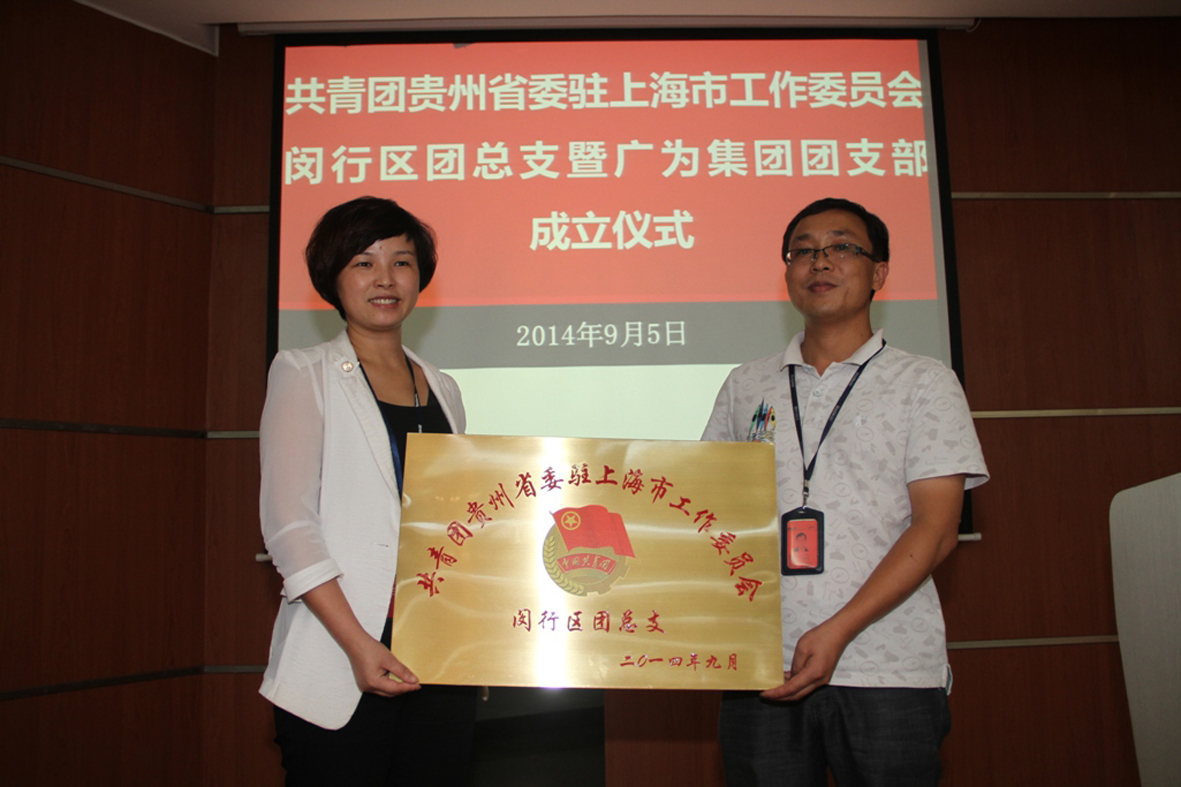 共青团贵州省委驻上海市工作委员会
闵行区团总支暨广为集团团支部
成立仪式
2014年9月5日
共青团贵州省委驻上海市工作委员会
中国共青团
闵行区团总支
二〇一四年九月